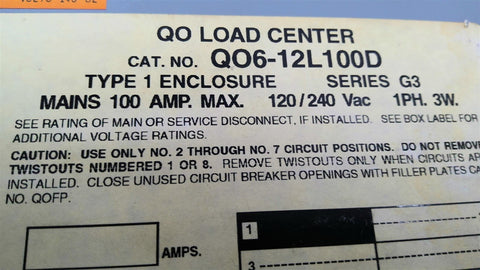 QO LOAD CENTER
CAT. NO. QO6-12L100D
TYPE 1 ENCLOSURE SERIES G3
MAINS 100 AMP. MAX. 120/240 Vac 1PH. 3W.
SEE RATING OF MAIN OR SERVICE DISCONNECT, IF INSTALLED. SEE BOX LABEL FOR
ADDITIONAL VOLTAGE RATINGS.
CAUTION: USE ONLY NO. 2 THROUGH NO. 7 CIRCUIT POSITIONS. DO NOT REMOVE
TWISTOUTS NUMBERED 1 OR 8. REMOVE TWISTOUTS ONLY WHEN CIRCUITS AR
INSTALLED. CLOSE UNUSED CIRCUIT BREAKER OPENINGS WITH FILLER PLATES CA
NO. QOFP.
1
AMPS.
3